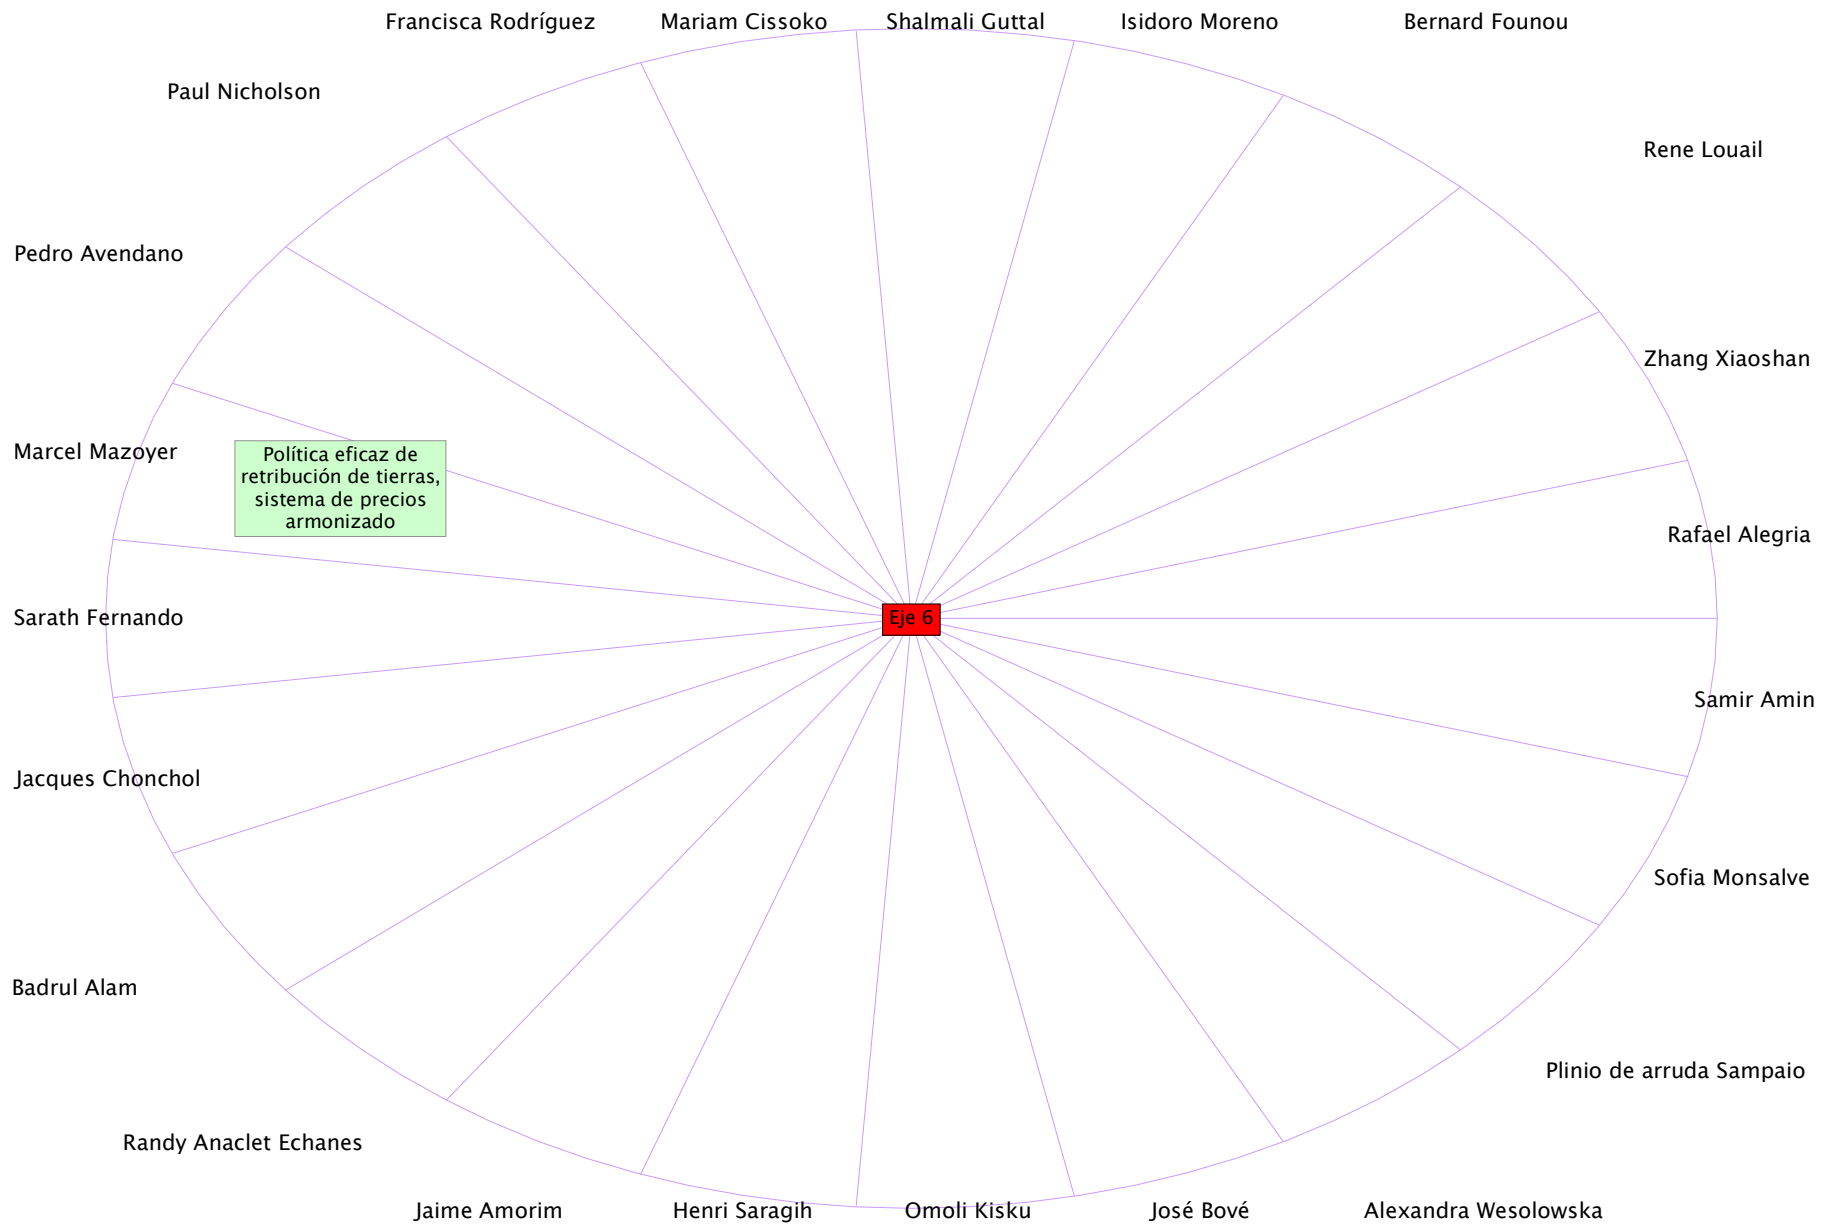 Francisca Rodríguez
Mariam Cissoko
Shalmali Guttal
Isidoro Moreno
Bernard Founou
Paul Nicholson
Rene Louail
Pedro Avendano
Zhang Xiaoshan
Marcel Mazoyer
Política eficaz de
retribución de tierras,
sistema de precios
armonizado
Rafael Alegria
Sarath Fernando
Eje 6
Samir Amin
Jacques Chonchol
Sofia Monsalve
Badrul Alam
Plinio de arruda Sampaio
Randy Anaclet Echanes
Jaime Amorim
Henri Saragih
Omoli Kisku
José Bové
Alexandra Wesolowska